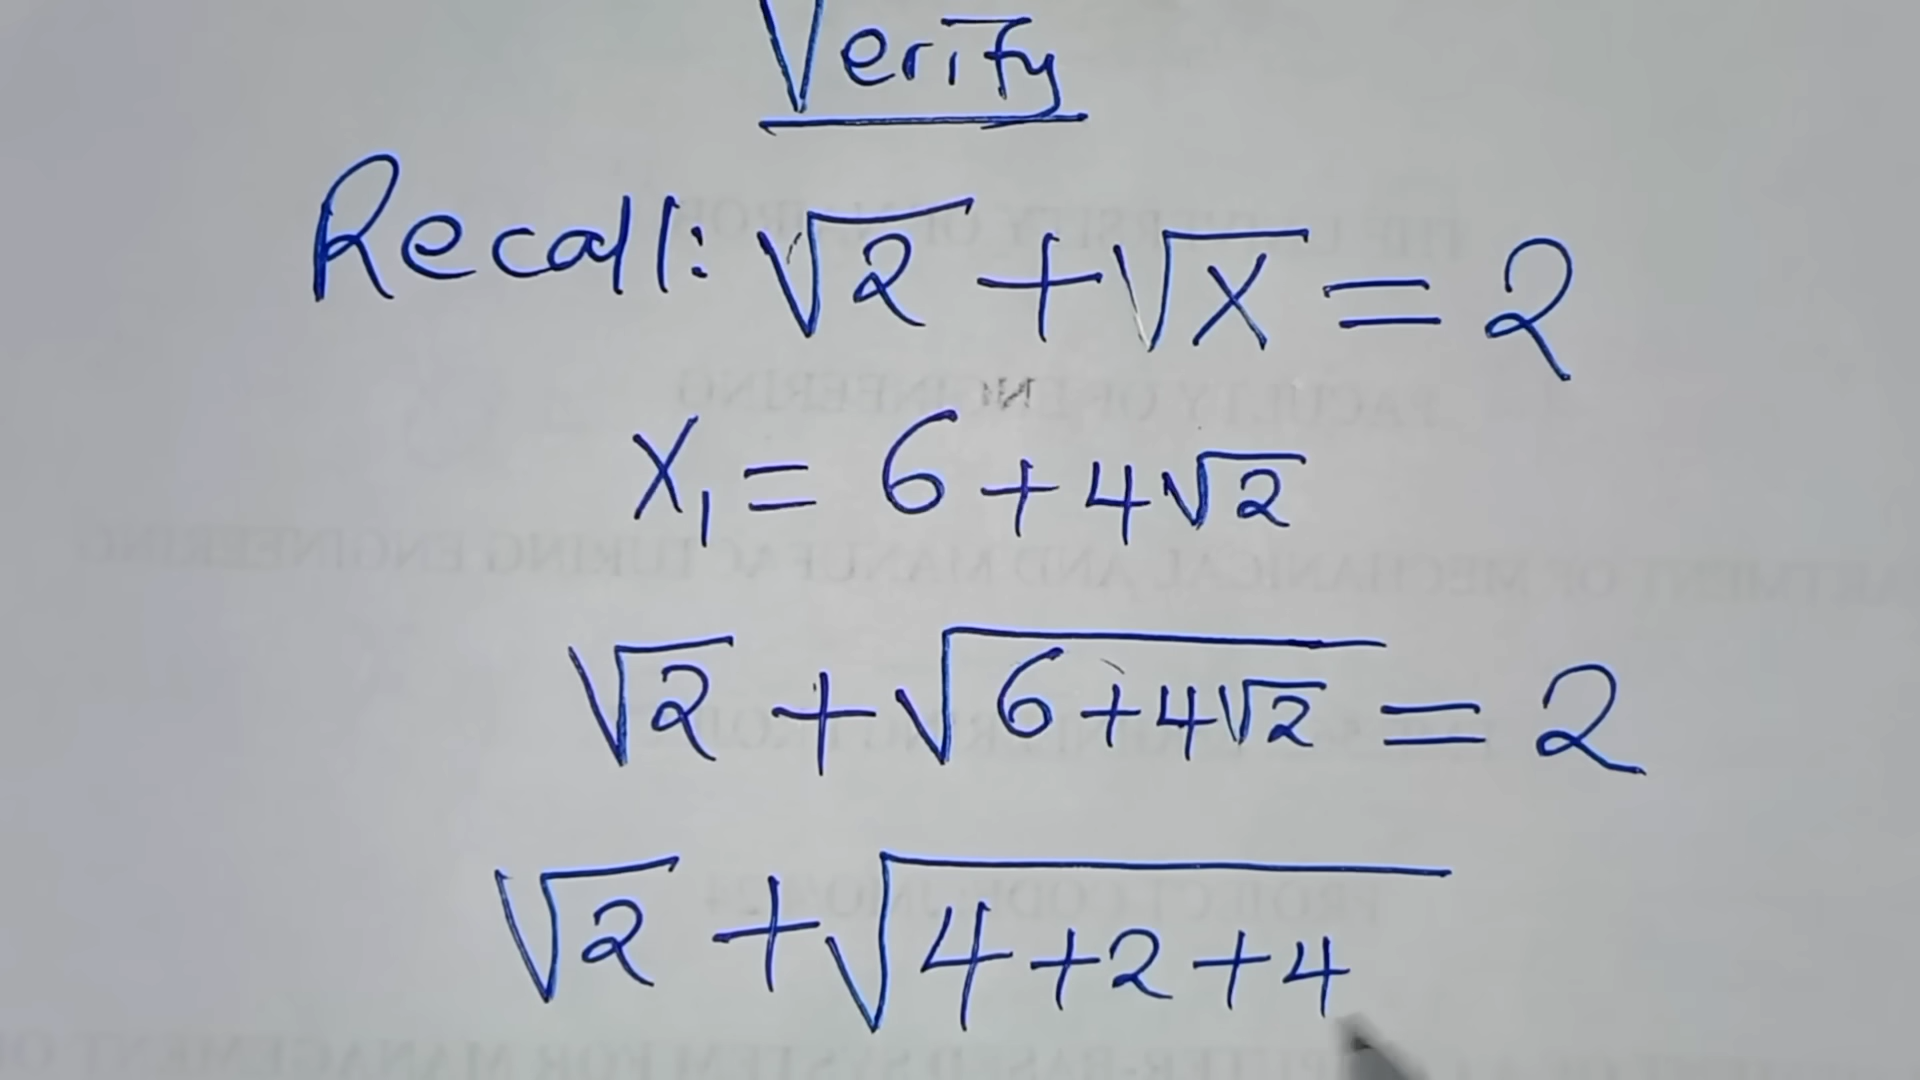 Verify
Recall: √2 + √x = 2
x₁ = 6 + 4√2
√2 + √(6+4√2) = 2
√2 + √(4+2+4